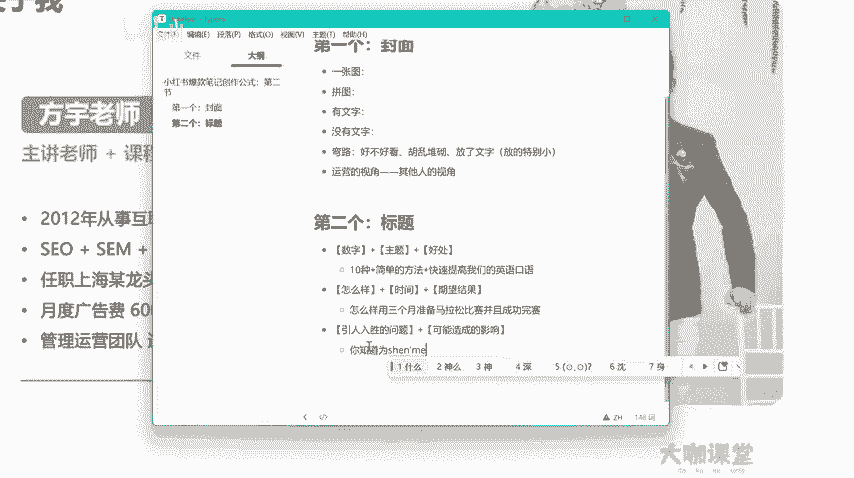 关于我
Typora
文件(F) 编辑(E) 段落(P) 格式(O) 视图(V) 主题(T) 帮助(H)
文件 大纲
小红书爆款笔记创作公式：第二节
第一个：封面
第二个：标题
第一个：封面
一张图：
拼图：
有文字：
没有文字：
弯路：好不好看、胡乱堆砌、放了文字（放的特别小）
运营的视角——其他人的视角
第二个：标题
【数字】+【主题】+【好处】
10种+简单的方法+快速提高我们的英语口语
【怎么样】+【时间】+【期望结果】
怎么样用三个月准备马拉松比赛并且成功完赛
【引人入胜的问题】+【可能造成的影响】
你知道为shen'me
1 什么 2 神么 3 神 4 深 5 (⊙_⊙)? 6 沈 7 身
ZH 148 词
方宇老师
主讲老师 + 课程
2012年从事互联
SEO + SEM +
任职上海某龙头
月度广告费 600
管理运营团队
大咖课堂